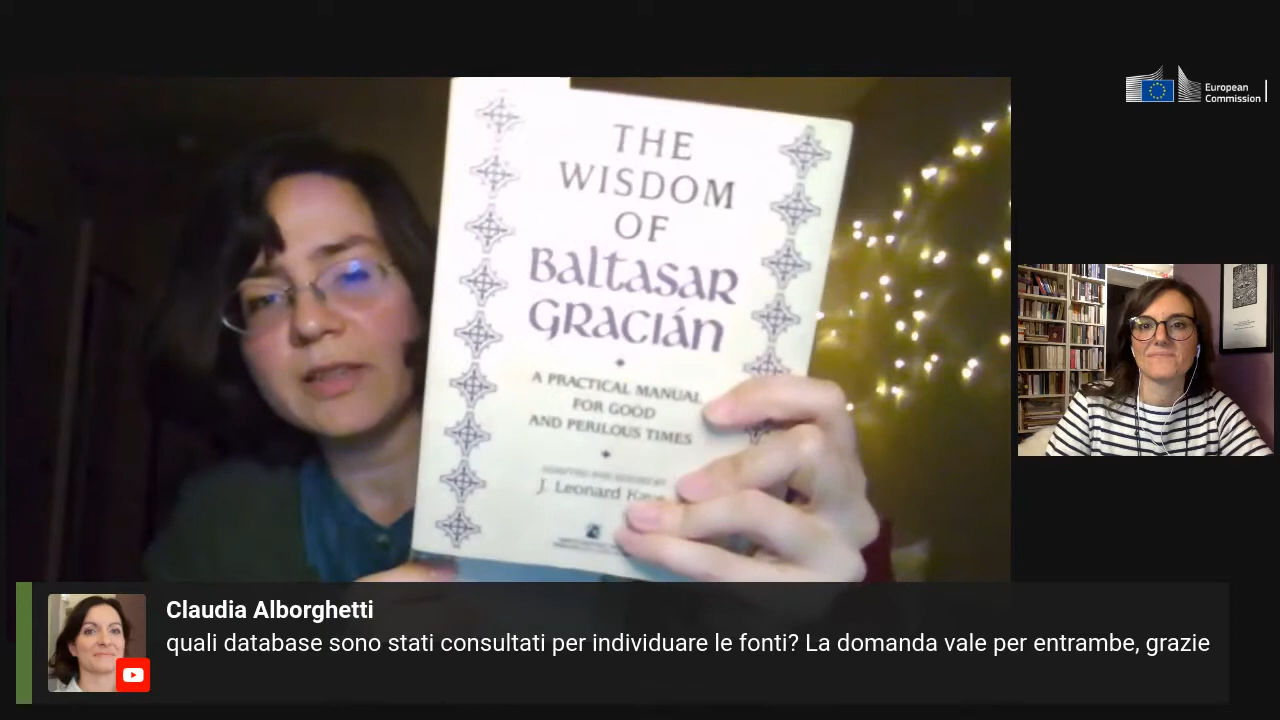 THE
WISDOM
OF
BALTASAR
GRACIÁN
A PRACTICAL MANUAL
FOR GOOD
AND PERILOUS TIMES
J. Leonard
European
Commission
Claudia Alborghetti
quali database sono stati consultati per individuare le fonti? La domanda vale per entrambe, grazie